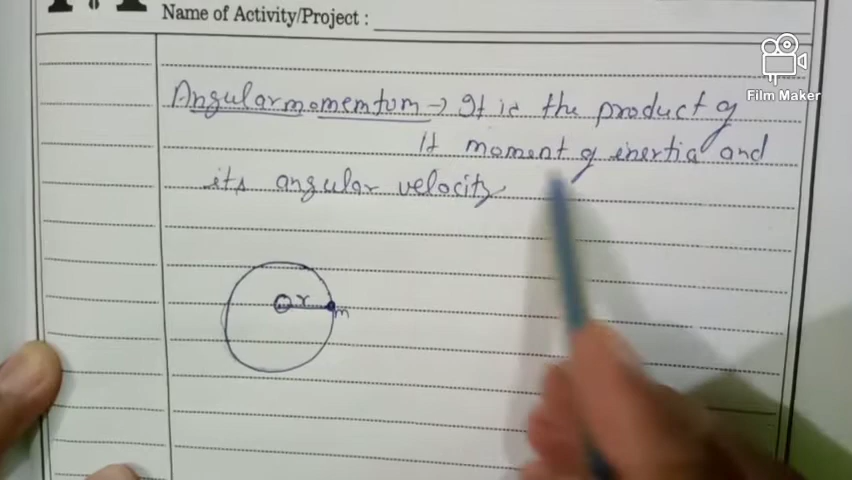 Name of Activity/Project :
Film Maker
Angular momentum → It is the product of
It moment of inertia and
its angular velocity
r
m